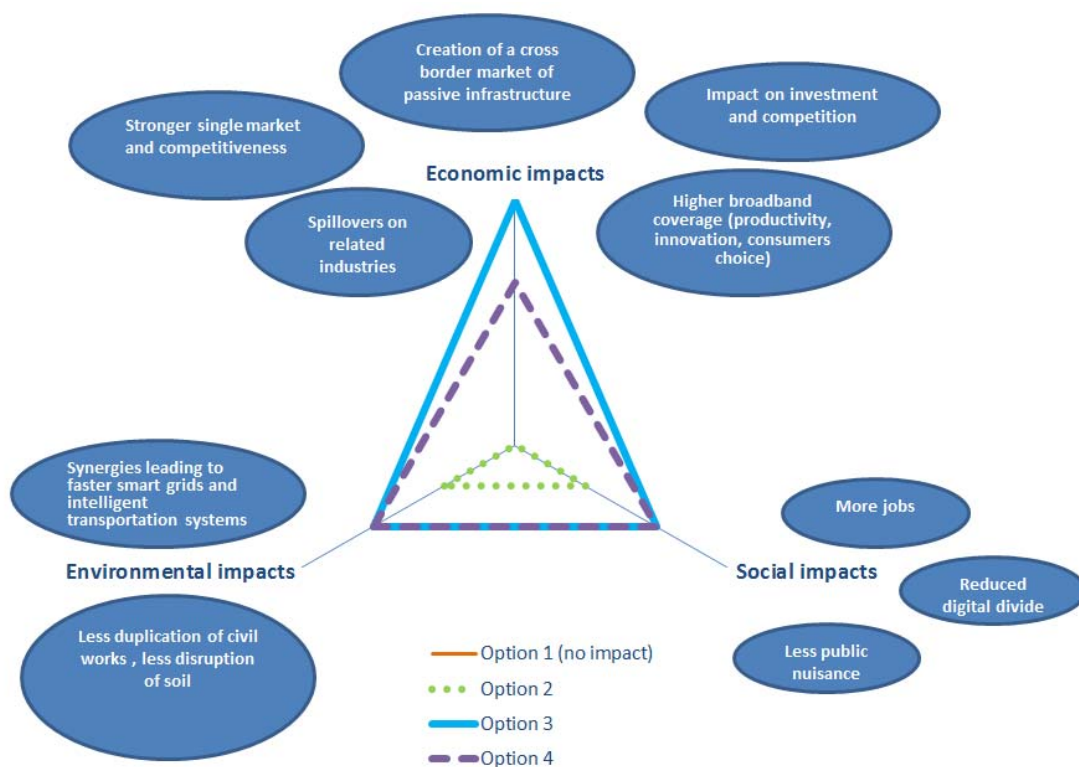 Creation of a cross
border market of
passive infrastructure
Impact on investment
and competition
Stronger single market
and competitiveness
Economic impacts
Higher broadband
coverage (productivity,
innovation, consumers
choice)
Spillovers on
related
industries
Synergies leading to
faster smart grids and
intelligent
transportation systems
More jobs
Environmental impacts
Social impacts
Reduced
digital divide
Less duplication of civil
works , less disruption
of soil
Less public
nuisance
Option 1 (no impact)
Option 2
Option 3
Option 4